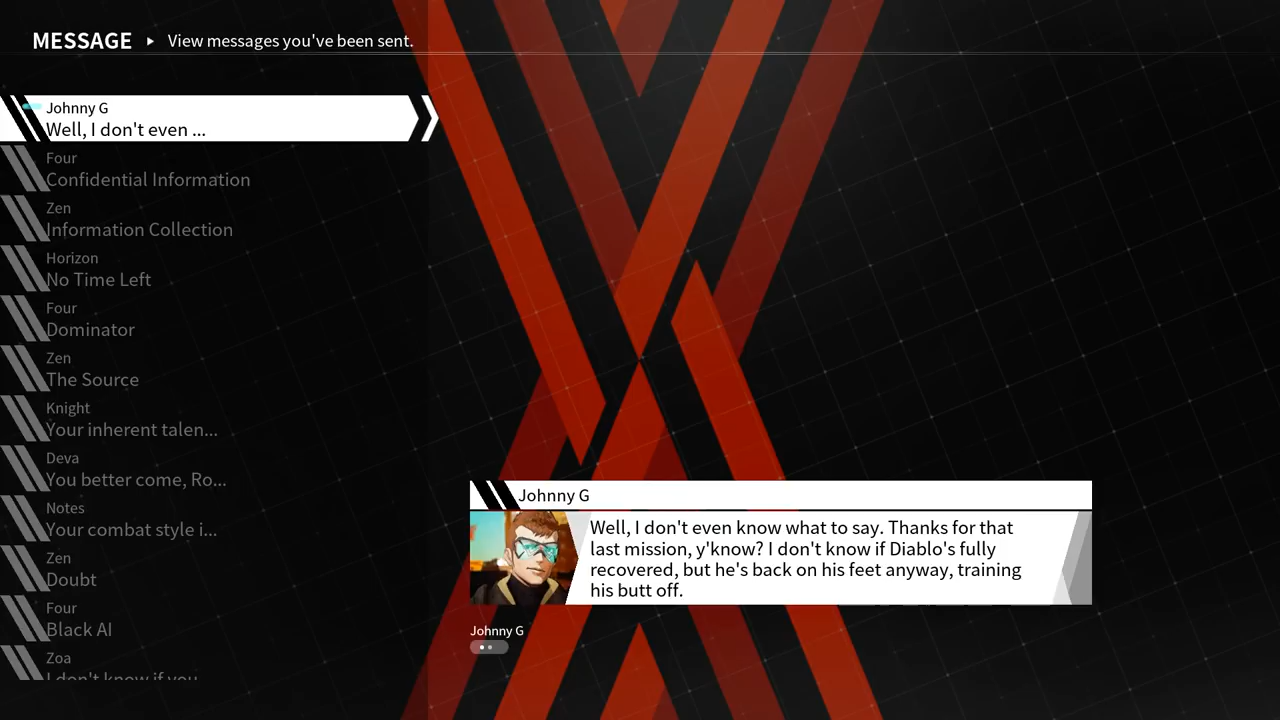 MESSAGE ▶ View messages you've been sent.
Johnny G
Well, I don't even ...
Four
Confidential Information
Zen
Information Collection
Horizon
No Time Left
Four
Dominator
Zen
The Source
Knight
Your inherent talen...
Deva
You better come, Ro...
Notes
Your combat style i...
Zen
Doubt
Four
Black AI
Zoa
I don't know if you
Johnny G
Well, I don't even know what to say. Thanks for that
last mission, y'know? I don't know if Diablo's fully
recovered, but he's back on his feet anyway, training
his butt off.
Johnny G